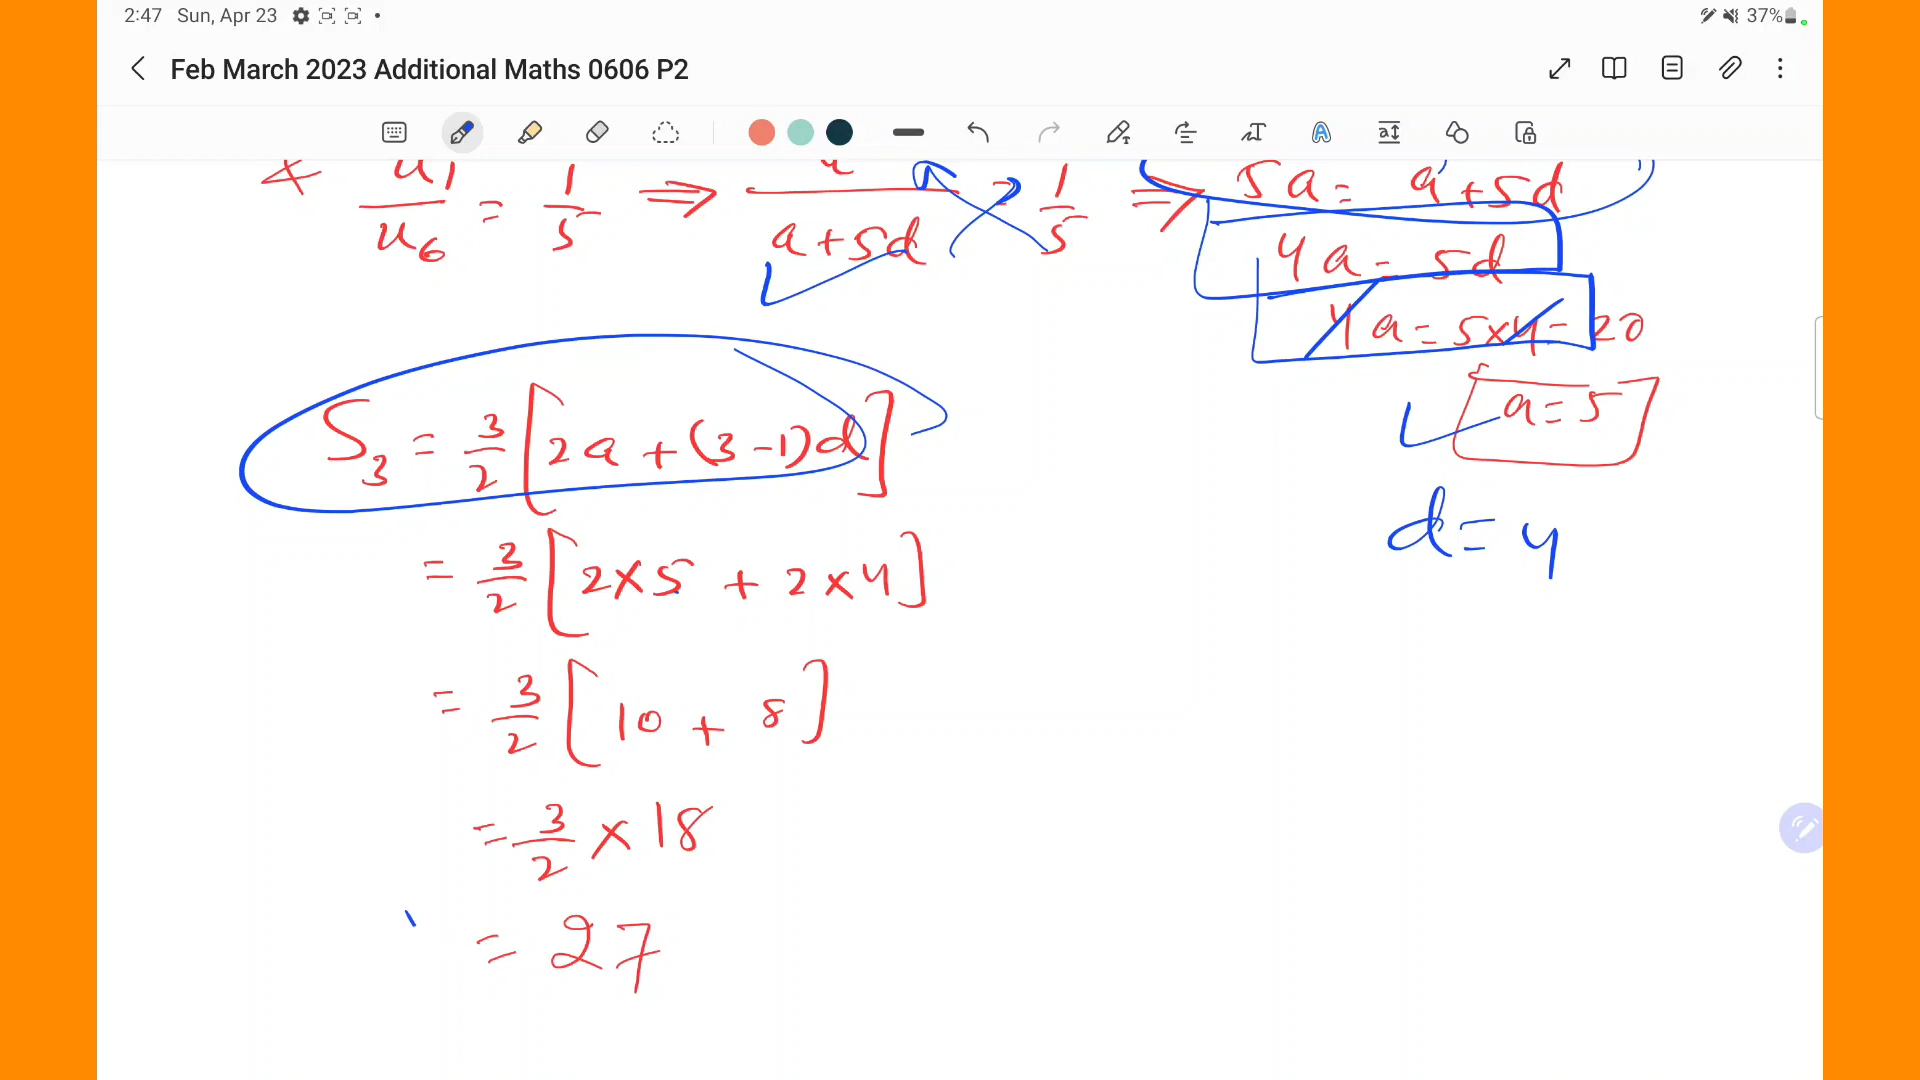 2:47 Sun, Apr 23
37%
Feb March 2023 Additional Maths 0606 P2
u1/u6 = 1/5 ⇒ a/(a+5d) = 1/5 ⇒ 5a = a+5d
4a = 5d
4a = 5×4 = 20
a = 5
d = 4
S3 = 3/2 [2a + (3-1)d]
= 3/2 [2×5 + 2×4]
= 3/2 [10 + 8]
= 3/2 × 18
= 27